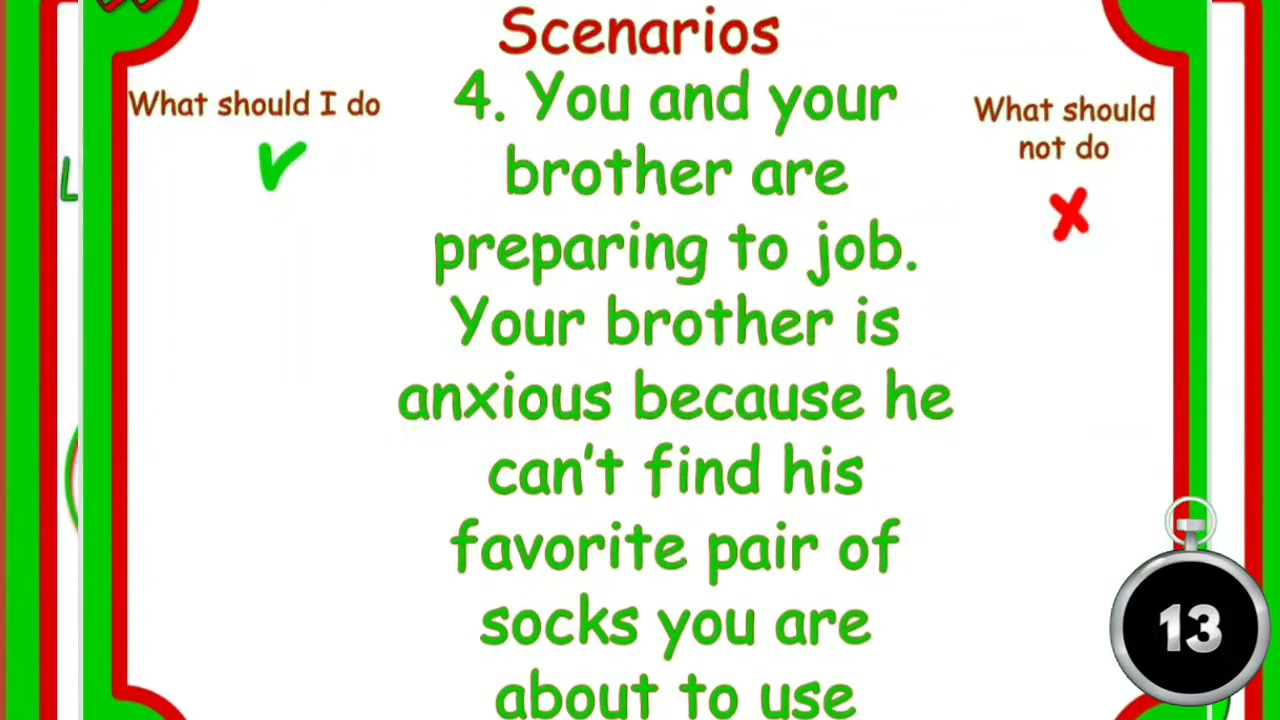 Scenarios
What should I do
4. You and your
brother are
preparing to job.
Your brother is
anxious because he
can't find his
favorite pair of
socks you are
about to use
What should
not do
13